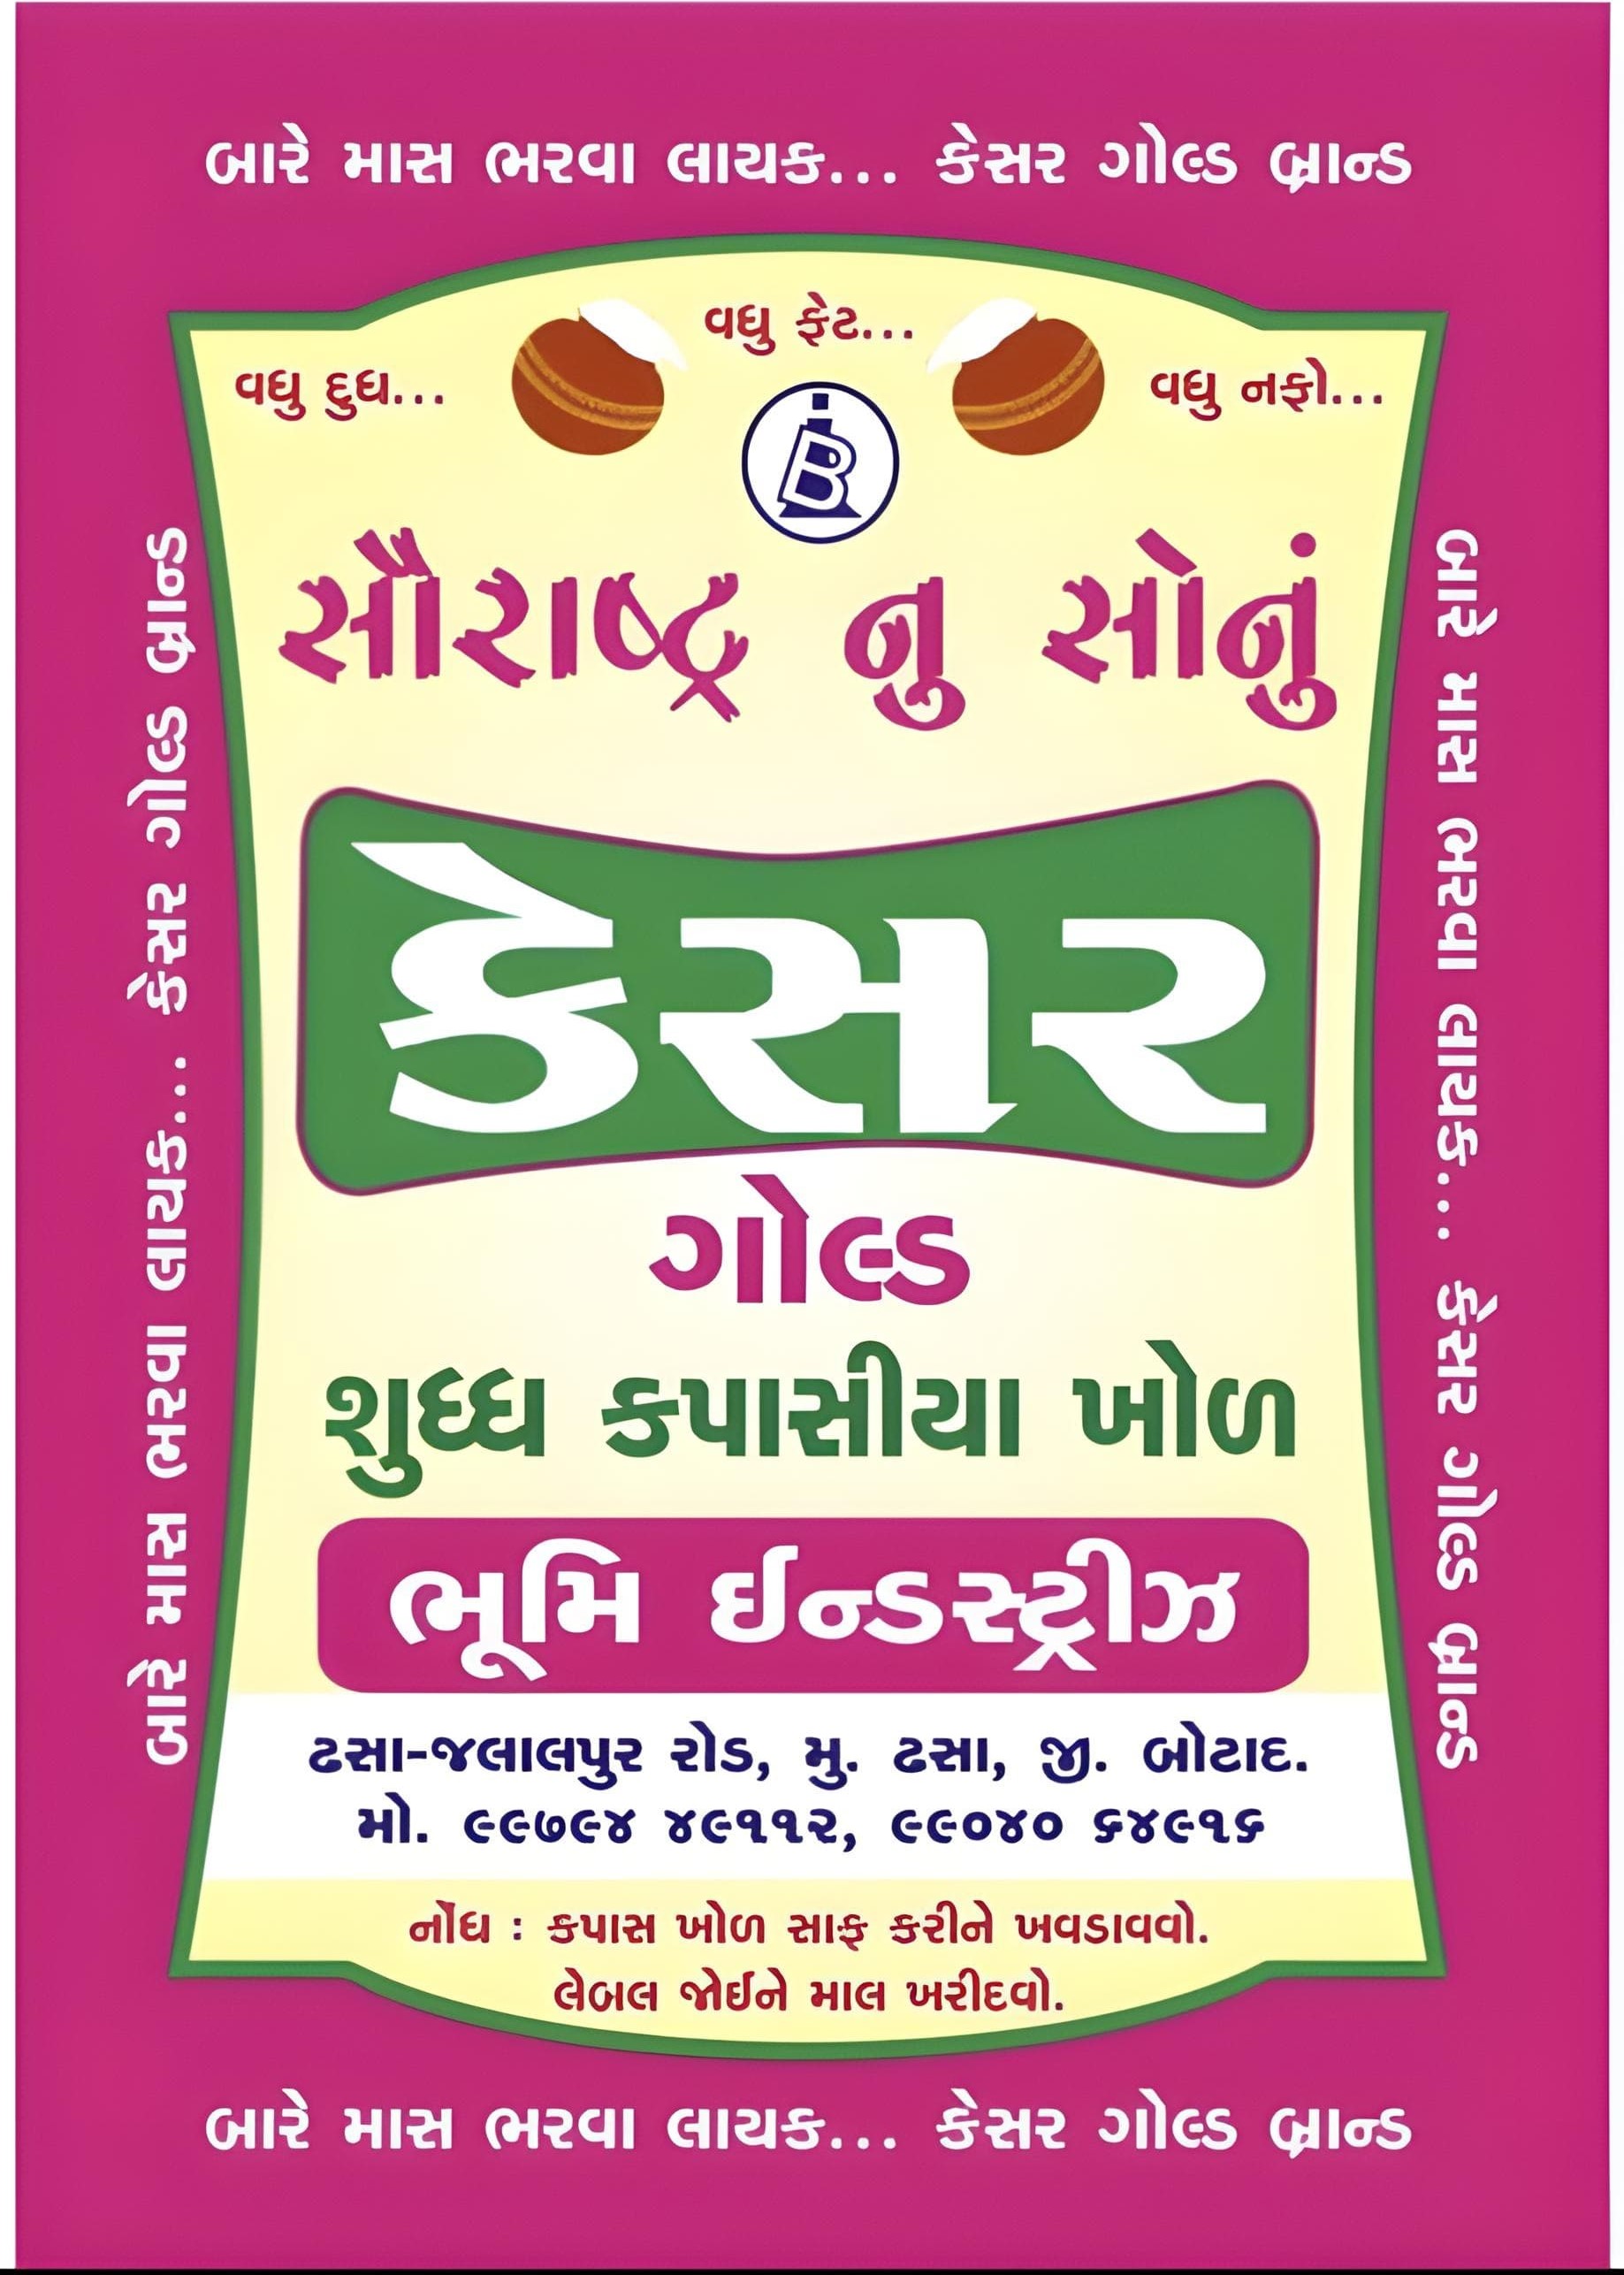 બારે માસ ભરવા લાયક... કેસર ગોલ્ડ બ્રાન્ડ
વધુ ફેટ...
વધુ દુધ...
વધુ નફો...
B
સૌરાષ્ટ્ર નુ સોનું
કેસર
ગોલ્ડ
શુધ્ધ કપાસીયા ખોળ
ભૂમિ ઈન્ડસ્ટ્રીઝ
ઢસા-જલાલપુર રોડ, મુ. ઢસા, જી. બોટાદ.
મો. ૯૯૭૯૪ ૪૯૧૧૨, ૯૯૦૪૦ ૬૪૯૧૬
નોંધ : કપાસ ખોળ સાફ કરીને ખવડાવવો.
લેબલ જોઈને માલ ખરીદવો.
બારે માસ ભરવા લાયક... કેસર ગોલ્ડ બ્રાન્ડ
બારે માસ ભરવા લાયક... કેસર ગોલ્ડ બ્રાન્ડ
બારે માસ ભરવા લાયક... કેસર ગોલ્ડ બ્રાન્ડ